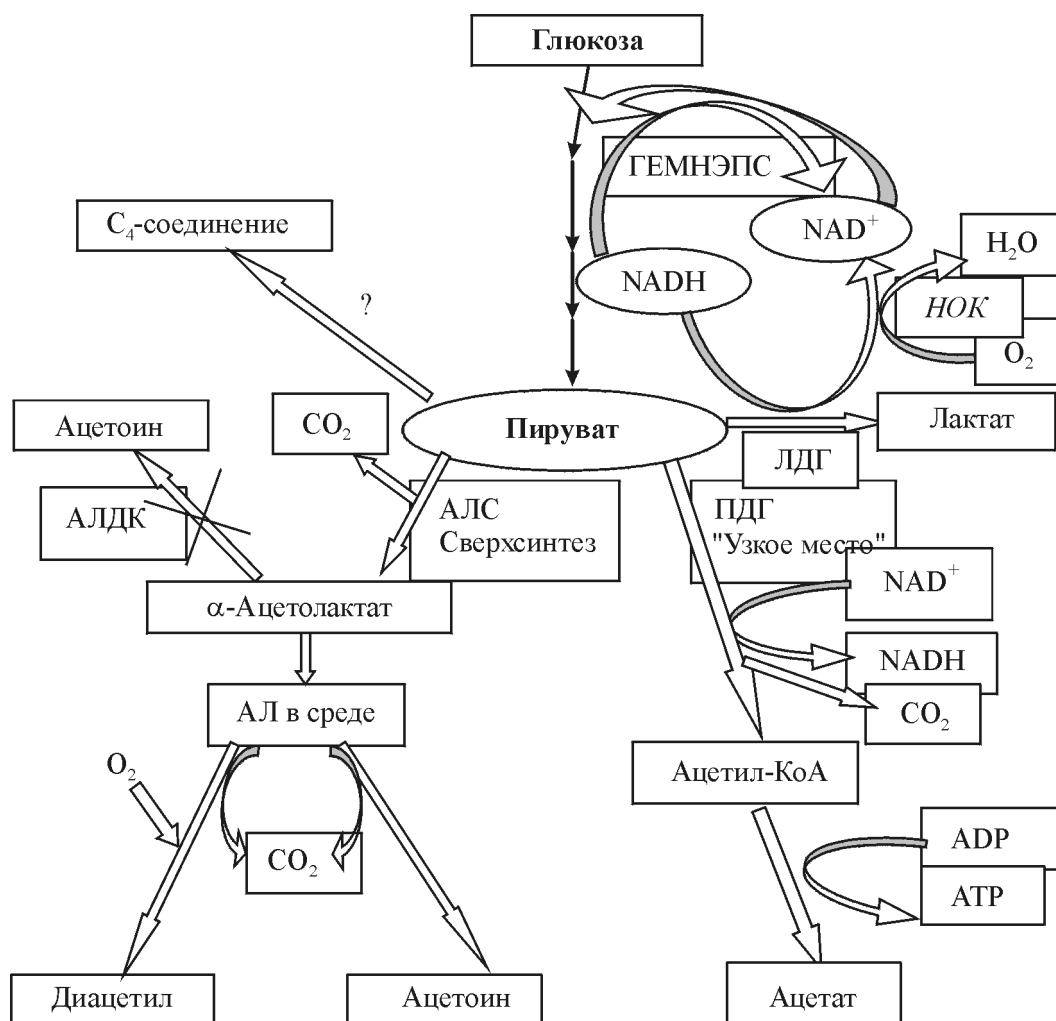 Глюкоза
ГЕМНЭПС
С₄-соединение
NAD⁺
H₂O
NADH
?
НОК
O₂
Ацетоин
CO₂
Пируват
Лактат
ЛДГ
АЛДК
АЛС
Сверхсинтез
ПДГ
"Узкое место"
NAD⁺
α-Ацетолактат
NADH
АЛ в среде
CO₂
O₂
Ацетил-КоА
ADP
CO₂
ATP
Диацетил
Ацетоин
Ацетат